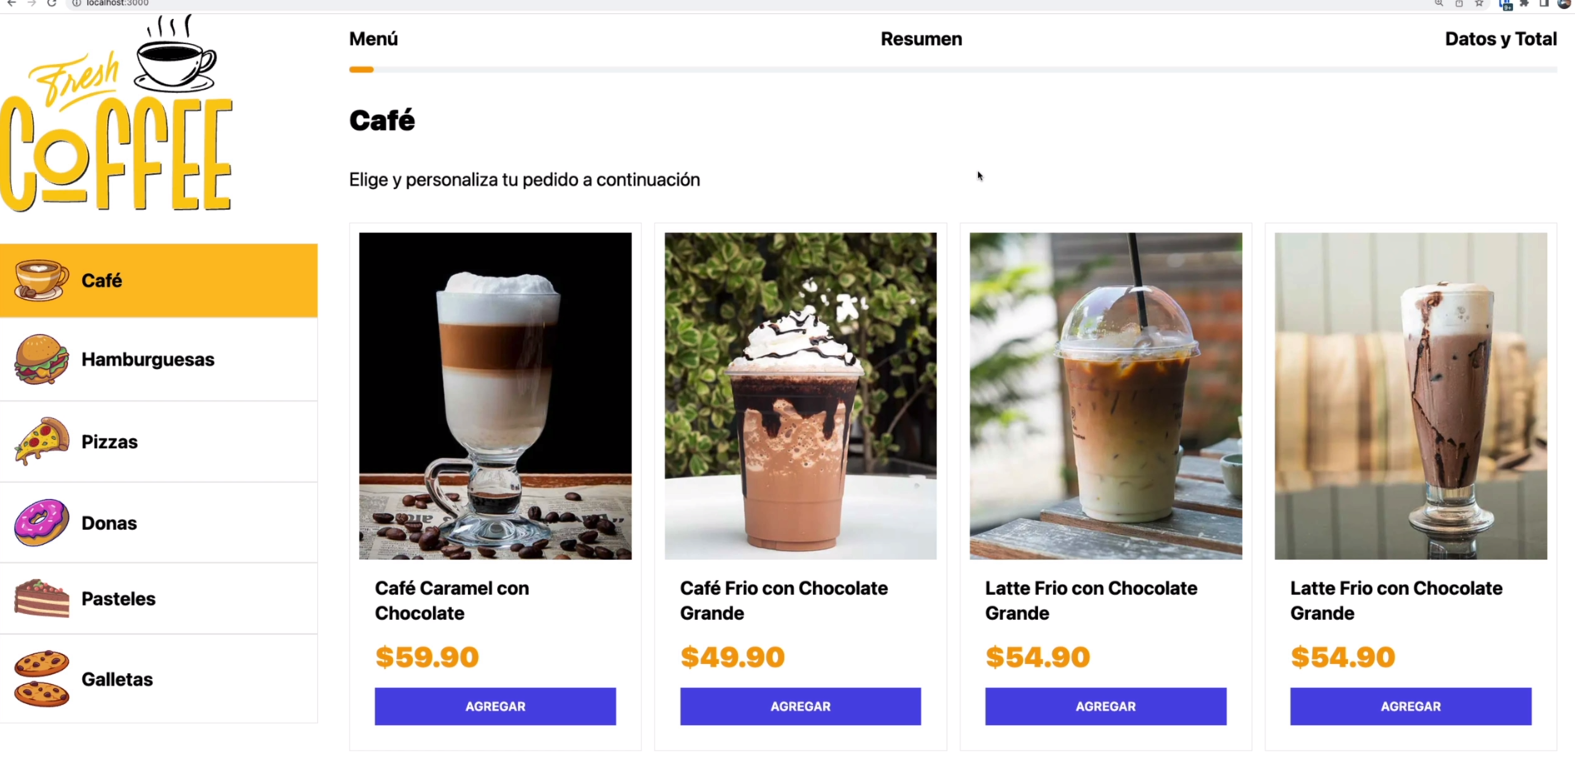 localhost:3000
Fresh
COFFEE
Menú
Resumen
Datos y Total
Café
Elige y personaliza tu pedido a continuación
Café
Hamburguesas
Pizzas
Donas
Pasteles
Galletas
Café Caramel con
Chocolate
$59.90
AGREGAR
Café Frio con Chocolate
Grande
$49.90
AGREGAR
Latte Frio con Chocolate
Grande
$54.90
AGREGAR
Latte Frio con Chocolate
Grande
$54.90
AGREGAR